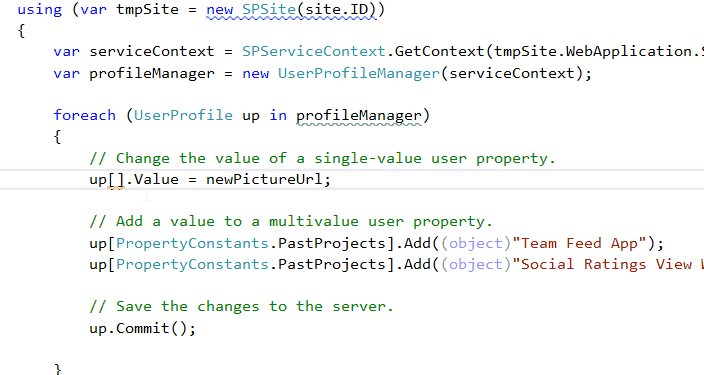 using (var tmpSite = new SPSite(site.ID))
{
    var serviceContext = SPServiceContext.GetContext(tmpSite.WebApplication.
    var profileManager = new UserProfileManager(serviceContext);

    foreach (UserProfile up in profileManager)
    {
        // Change the value of a single-value user property.
        up[].Value = newPictureUrl;

        // Add a value to a multivalue user property.
        up[PropertyConstants.PastProjects].Add((object)"Team Feed App");
        up[PropertyConstants.PastProjects].Add((object)"Social Ratings View

        // Save the changes to the server.
        up.Commit();

    }